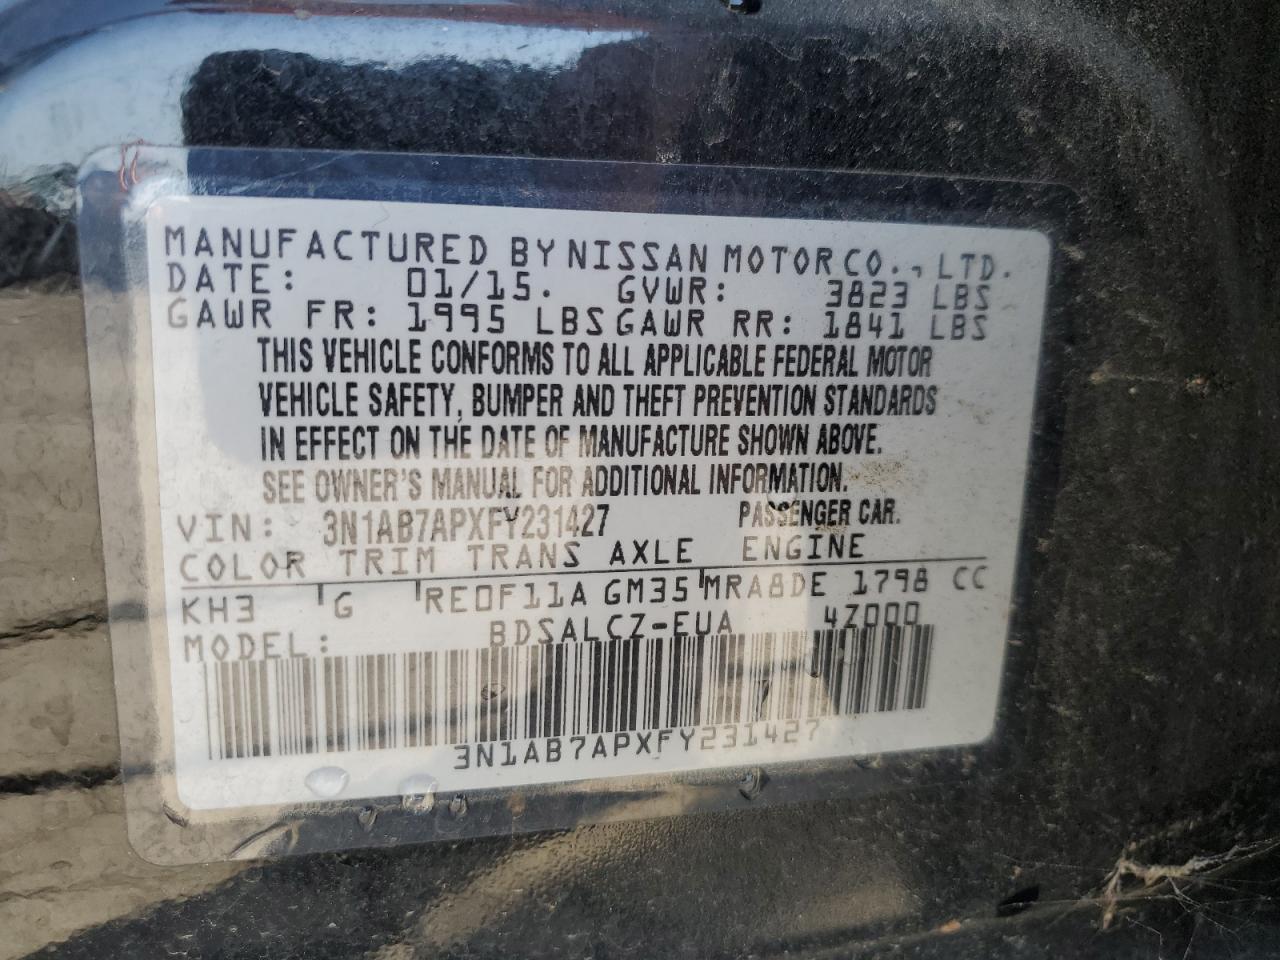 MANUFACTURED BY NISSAN MOTOR CO., LTD.
DATE: 01/15. GVWR: 3823 LBS
GAWR FR: 1995 LBS GAWR RR: 1841 LBS
THIS VEHICLE CONFORMS TO ALL APPLICABLE FEDERAL MOTOR
VEHICLE SAFETY, BUMPER AND THEFT PREVENTION STANDARDS
IN EFFECT ON THE DATE OF MANUFACTURE SHOWN ABOVE.
SEE OWNER'S MANUAL FOR ADDITIONAL INFORMATION.
VIN: 3N1AB7APXFY231427 PASSENGER CAR.
COLOR TRIM TRANS AXLE ENGINE
KH3 G RE0F11A GM35 MRA8DE 1798 CC
MODEL: BDSALCZ-EUA 4Z000
3N1AB7APXFY231427